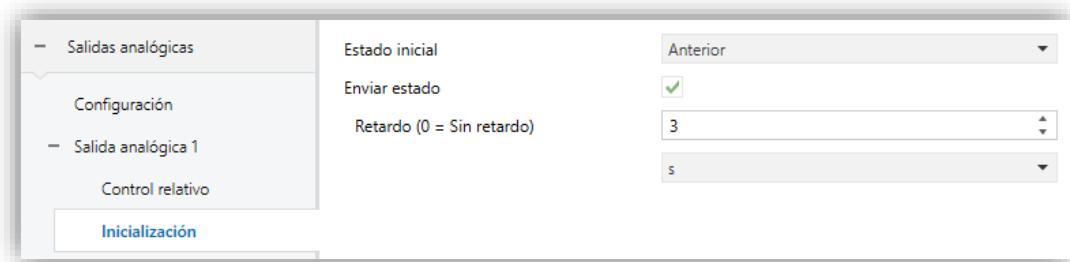 Salidas analógicas
Configuración
Salida analógica 1
Control relativo
Inicialización
Estado inicial Anterior
Enviar estado
Retardo (0 = Sin retardo) 3
s